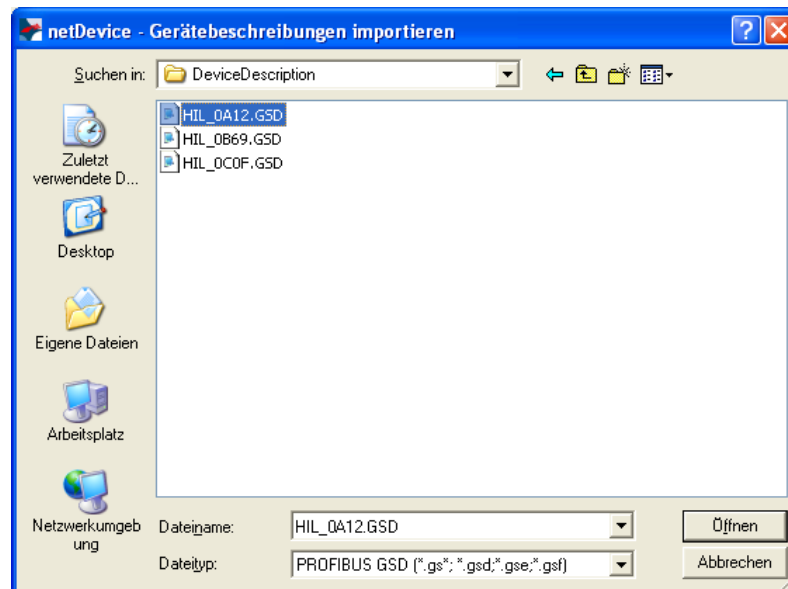 netDevice - Gerätebeschreibungen importieren
Suchen in: DeviceDescription
HIL_0A12.GSD
HIL_0B69.GSD
HIL_0C0F.GSD
Zuletzt
verwendete D...
Desktop
Eigene Dateien
Arbeitsplatz
Netzwerkumgeb
ung
Dateiname: HIL_0A12.GSD Öffnen
Dateityp: PROFIBUS GSD (*.gs*; *.gsd;*.gse;*.gsf) Abbrechen